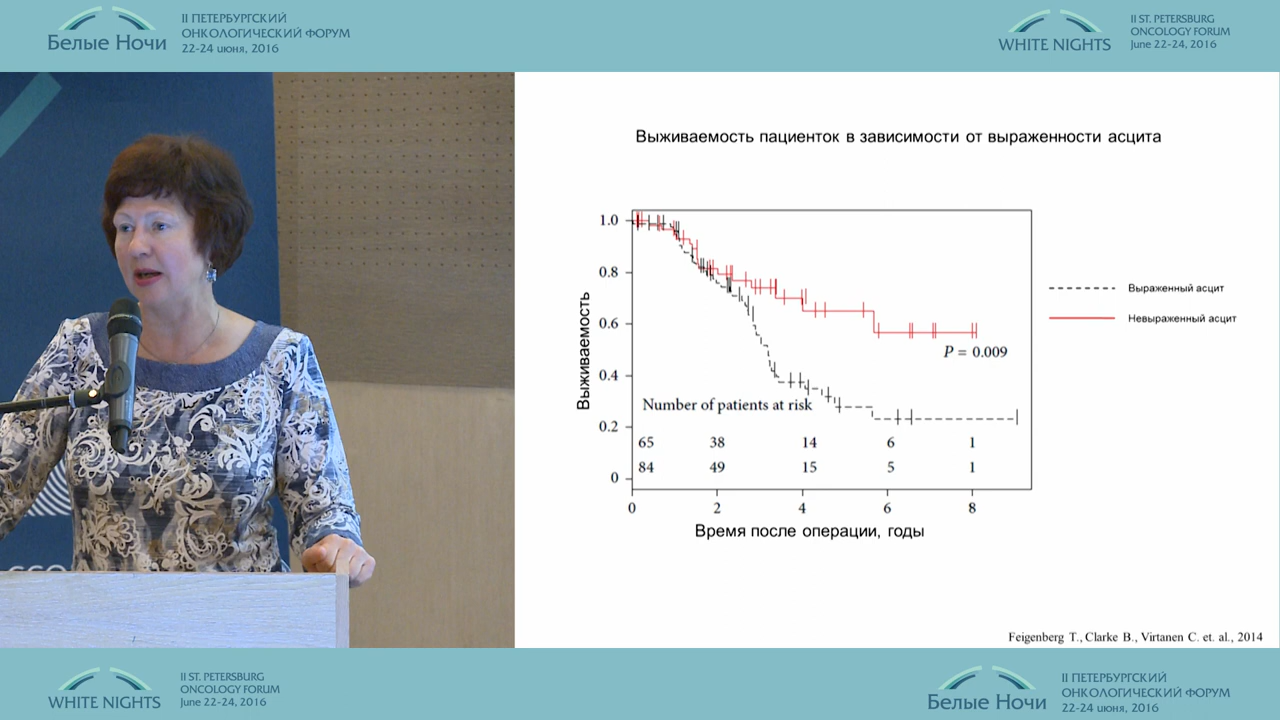 II ПЕТЕРБУРГСКИЙ
ОНКОЛОГИЧЕСКИЙ ФОРУМ
Белые Ночи
22-24 июня, 2016
II ST. PETERSBURG
ONCOLOGY FORUM
WHITE NIGHTS
June 22-24, 2016
Выживаемость пациенток в зависимости от выраженности асцита
Выживаемость
1.0
0.8
0.6
0.4
0.2
0
Выраженный асцит
Невыраженный асцит
P = 0.009
Number of patients at risk
65 38 14 6 1
84 49 15 5 1
0 2 4 6 8
Время после операции, годы
Feigenberg T., Clarke B., Virtanen C. et. al., 2014
II ST. PETERSBURG
ONCOLOGY FORUM
WHITE NIGHTS
June 22-24, 2016
II ПЕТЕРБУРГСКИЙ
ОНКОЛОГИЧЕСКИЙ ФОРУМ
Белые Ночи
22-24 июня, 2016